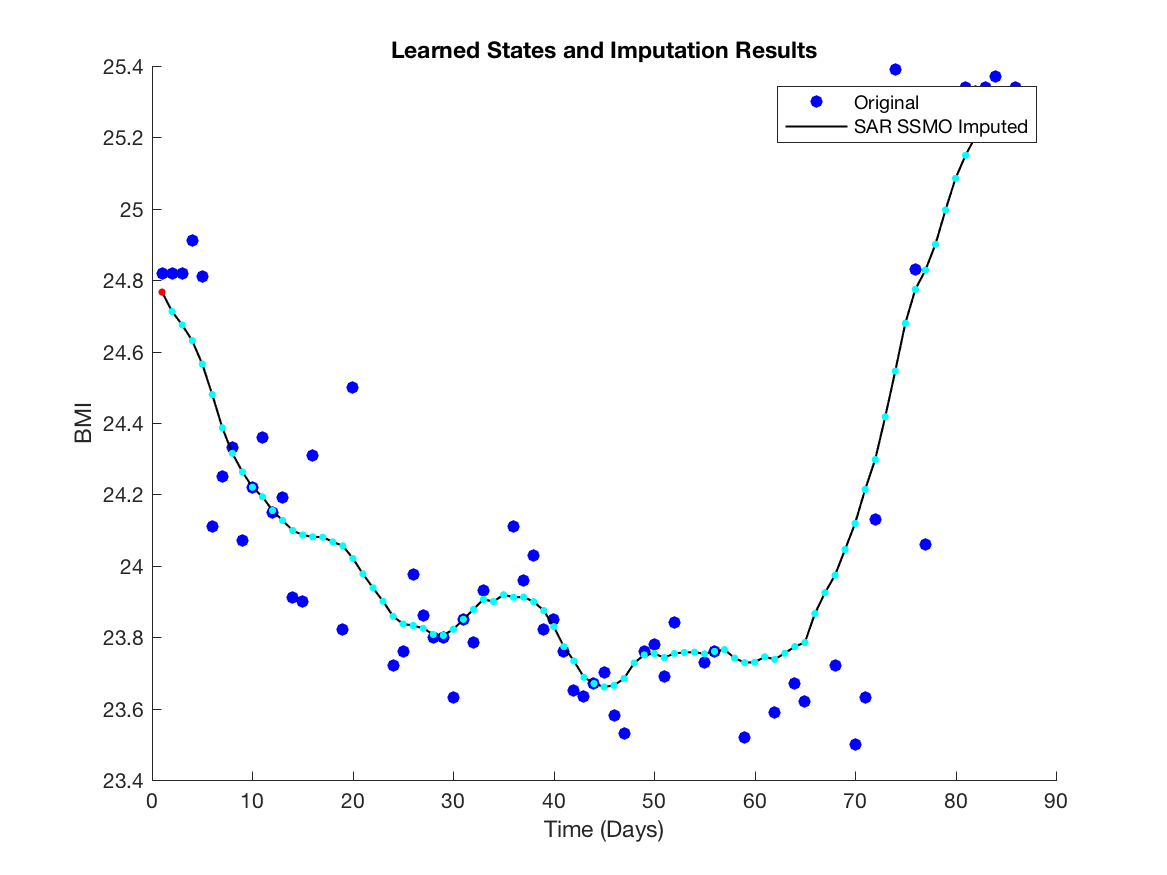 Learned States and Imputation Results
25.4
25.2
25
24.8
24.6
24.4
24.2
24
23.8
23.6
23.4
BMI
Original
SAR SSMO Imputed
0 10 20 30 40 50 60 70 80 90
Time (Days)